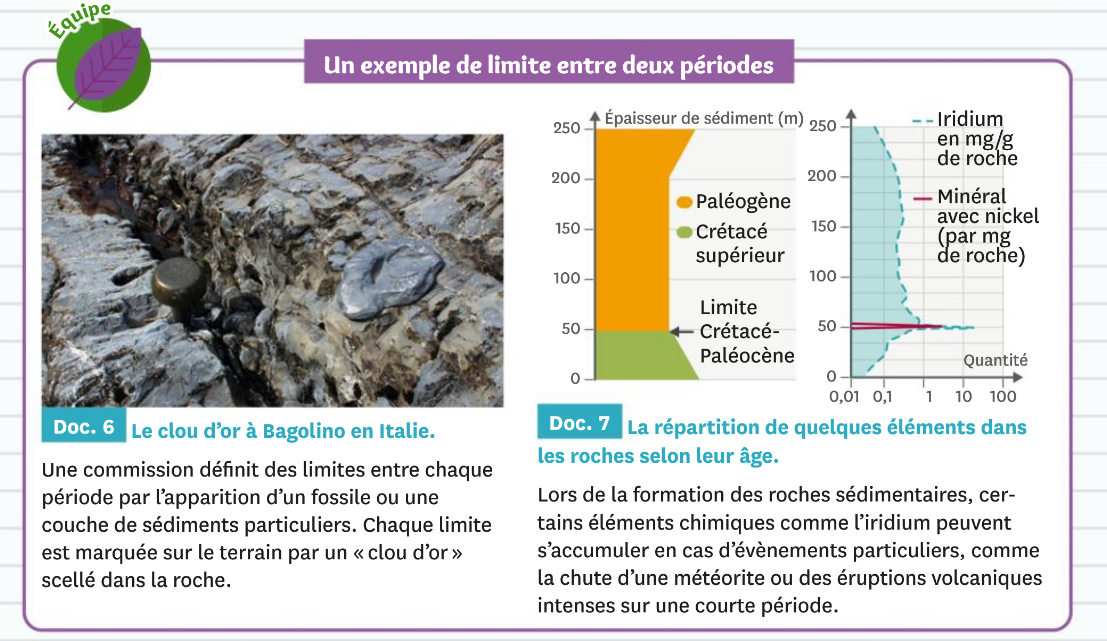 Équipe
Un exemple de limite entre deux périodes
Doc. 6 Le clou d’or à Bagolino en Italie.
Une commission définit des limites entre chaque
période par l’apparition d’un fossile ou une
couche de sédiments particuliers. Chaque limite
est marquée sur le terrain par un « clou d’or »
scellé dans la roche.
Épaisseur de sédiment (m)
250
200
150
100
50
0
Paléogène
Crétacé
supérieur
Limite
Crétacé-
Paléocène
250
200
150
100
50
0
Iridium
en mg/g
de roche
Minéral
avec nickel
(par mg
de roche)
Quantité
0,01 0,1 1 10 100
Doc. 7 La répartition de quelques éléments dans
les roches selon leur âge.
Lors de la formation des roches sédimentaires, cer-
tains éléments chimiques comme l’iridium peuvent
s’accumuler en cas d’évènements particuliers, comme
la chute d’une météorite ou des éruptions volcaniques
intenses sur une courte période.